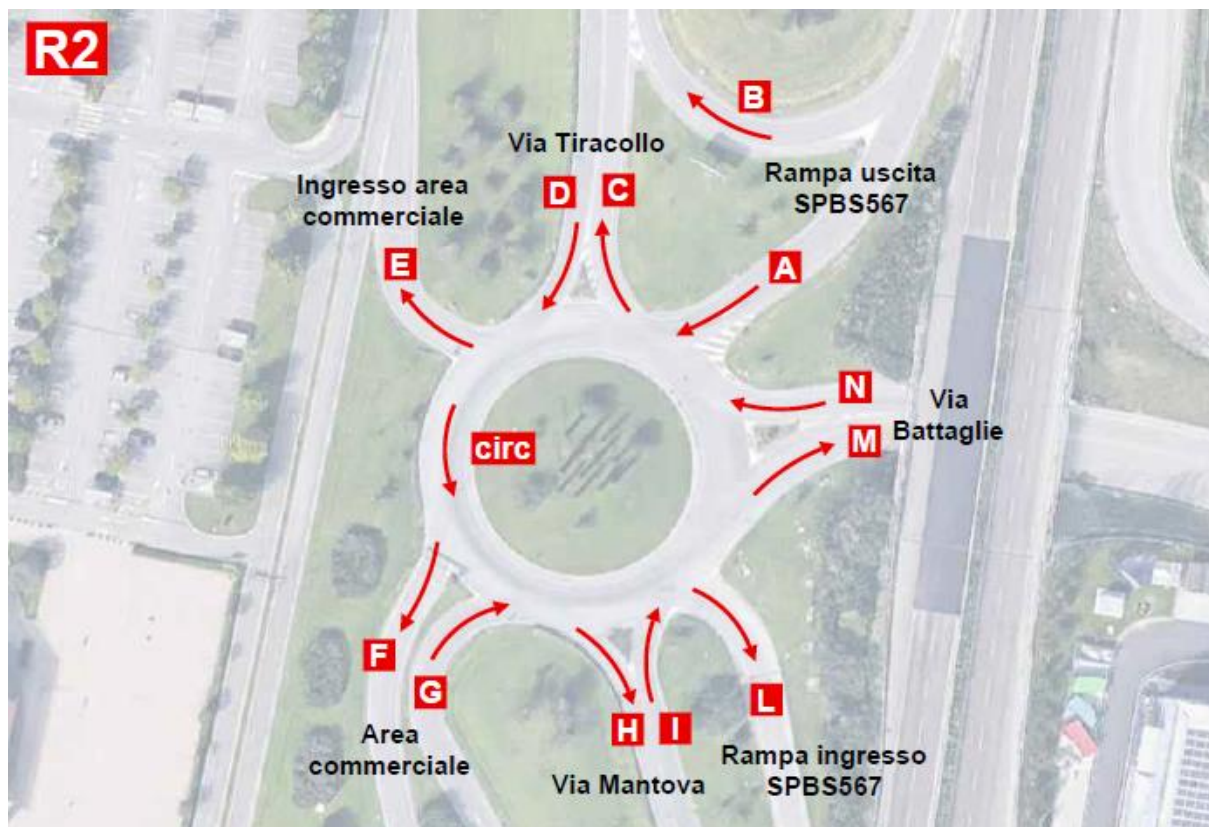 R2
B
Via Tiracollo
Rampa uscita
SPBS567
Ingresso area
commerciale
D
C
E
A
N
Via
Battaglie
M
circ
F
G
H
I
L
Area
commerciale
Via Mantova
Rampa ingresso
SPBS567